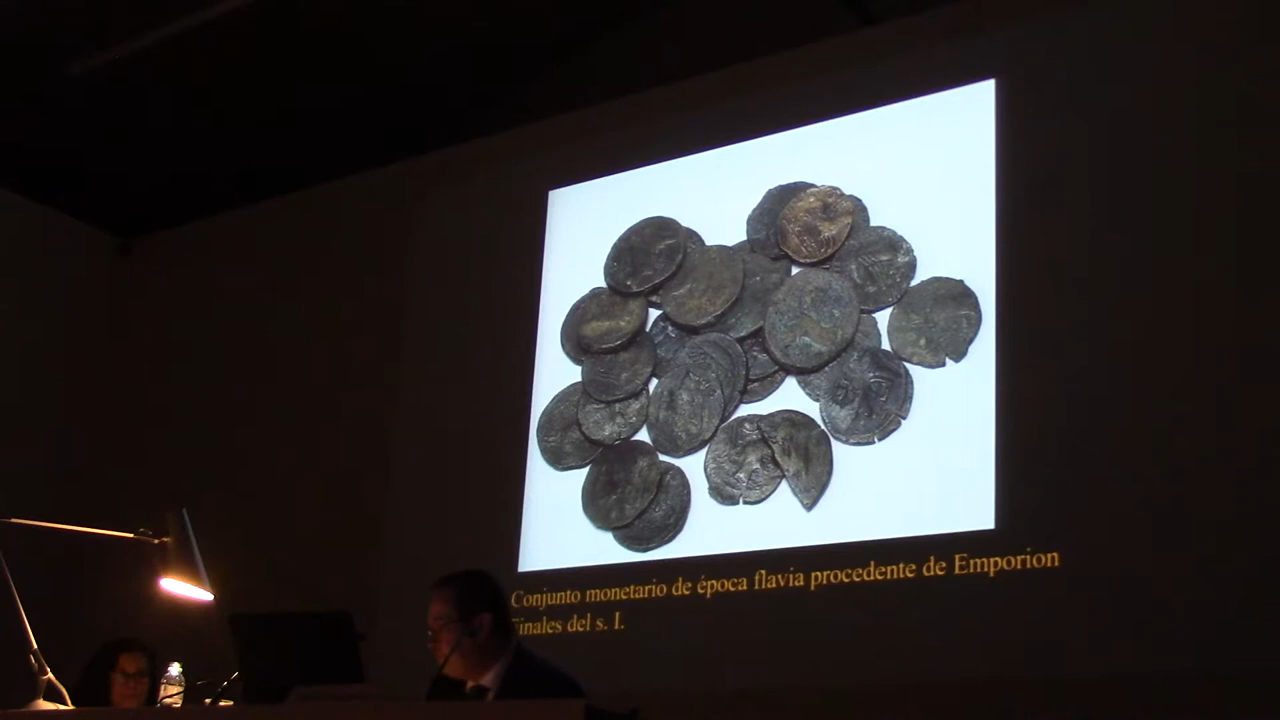 Conjunto monetario de época flavia procedente de Emporion
Finales del s. I.